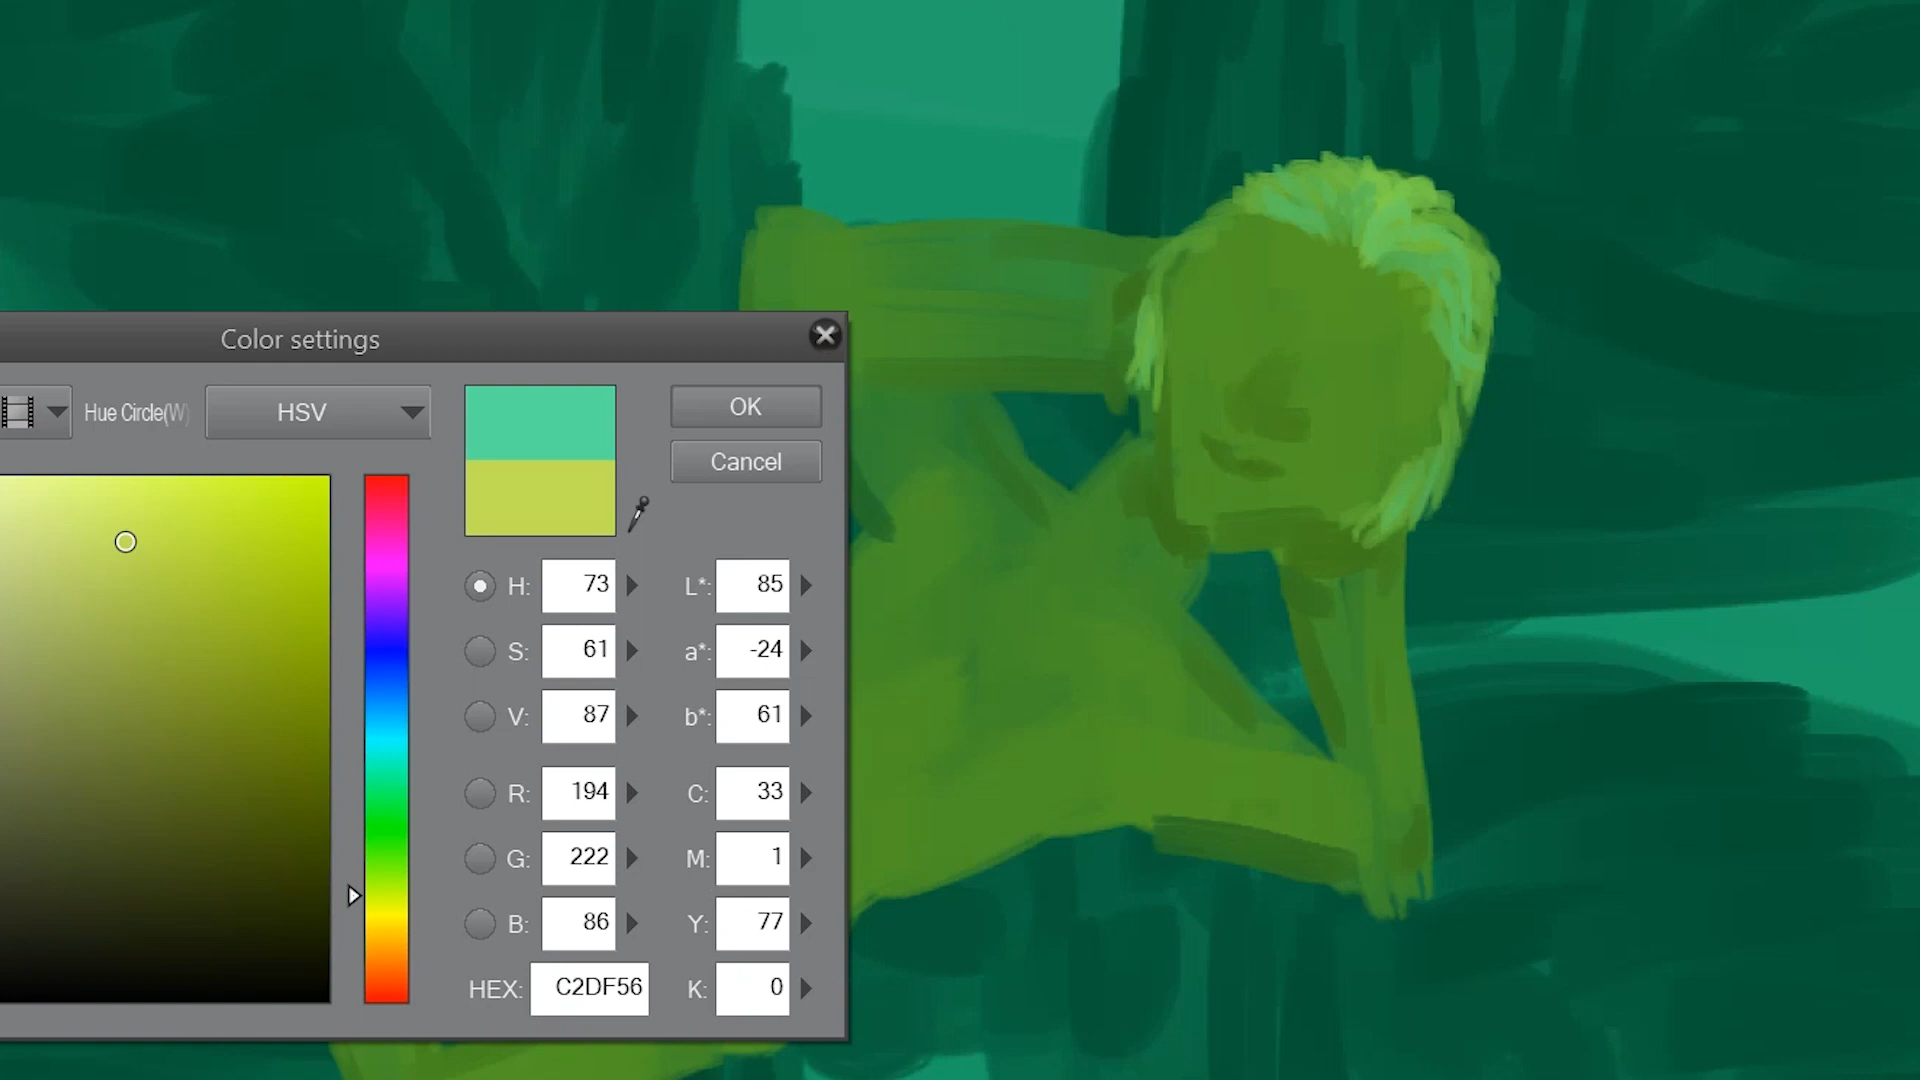 Color settings
Hue Circle(W) HSV OK
Cancel
H: 73 L*: 85
S: 61 a*: -24
V: 87 b*: 61
R: 194 C: 33
G: 222 M: 1
B: 86 Y: 77
HEX: C2DF56 K: 0